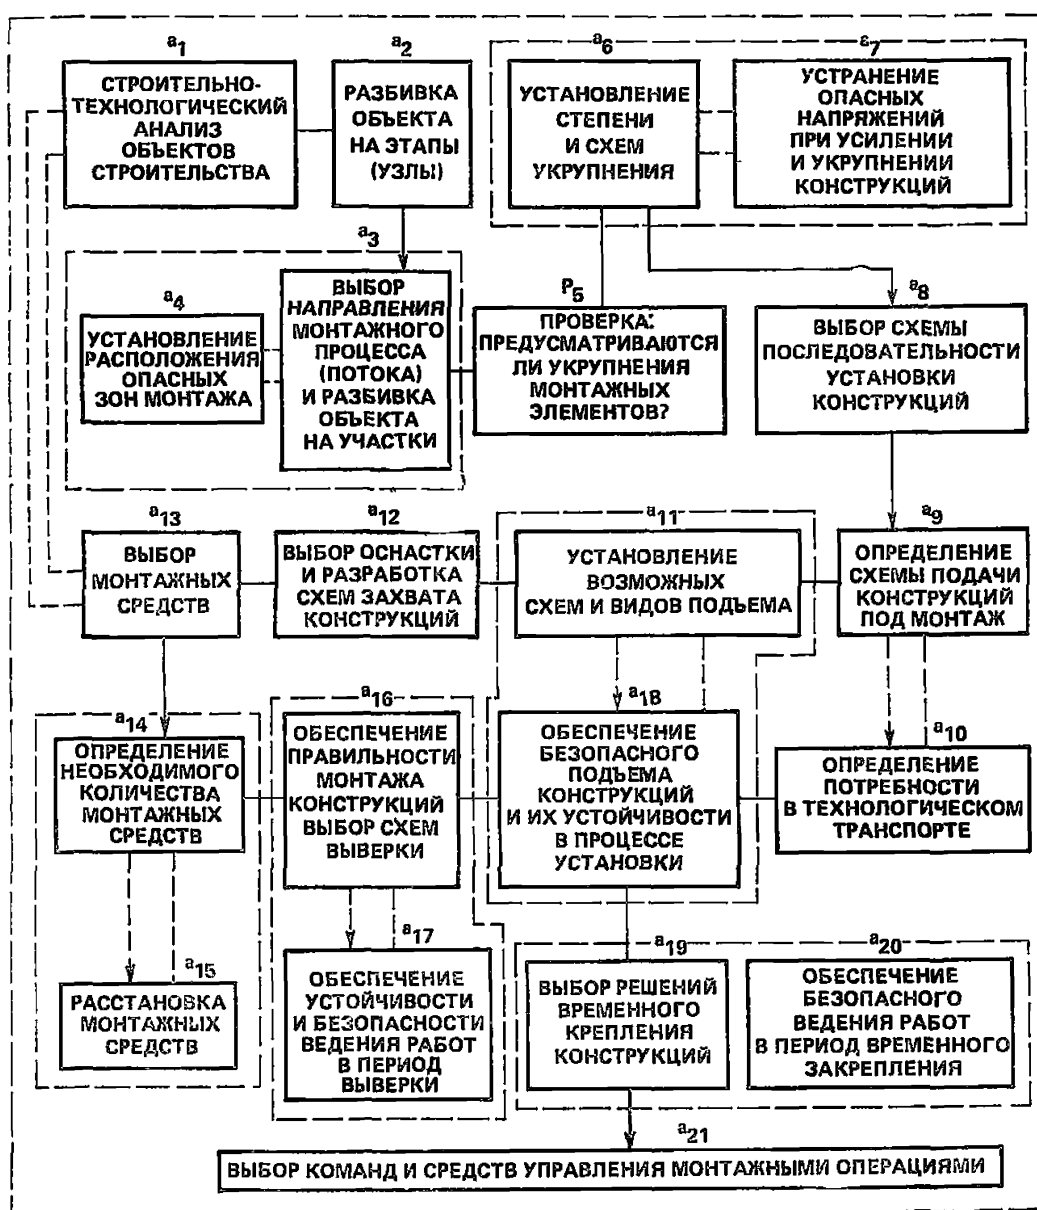 a1
СТРОИТЕЛЬНО-
ТЕХНОЛОГИЧЕСКИЙ
АНАЛИЗ
ОБЪЕКТОВ
СТРОИТЕЛЬСТВА
a2
РАЗБИВКА
ОБЪЕКТА
НА ЭТАПЫ
(УЗЛЫ)
a6
УСТАНОВЛЕНИЕ
СТЕПЕНИ
И СХЕМ
УКРУПНЕНИЯ
a7
УСТРАНЕНИЕ
ОПАСНЫХ
НАПРЯЖЕНИЙ
ПРИ УСИЛЕНИИ
И УКРУПНЕНИИ
КОНСТРУКЦИЙ
a3
ВЫБОР
НАПРАВЛЕНИЯ
МОНТАЖНОГО
ПРОЦЕССА
(ПОТОКА)
И РАЗБИВКА
ОБЪЕКТА
НА УЧАСТКИ
a4
УСТАНОВЛЕНИЕ
РАСПОЛОЖЕНИЯ
ОПАСНЫХ
ЗОН МОНТАЖА
P5
ПРОВЕРКА:
ПРЕДУСМАТРИВАЮТСЯ
ЛИ УКРУПНЕНИЯ
МОНТАЖНЫХ
ЭЛЕМЕНТОВ?
a8
ВЫБОР СХЕМЫ
ПОСЛЕДОВАТЕЛЬНОСТИ
УСТАНОВКИ
КОНСТРУКЦИЙ
a13
ВЫБОР
МОНТАЖНЫХ
СРЕДСТВ
a12
ВЫБОР ОСНАСТКИ
И РАЗРАБОТКА
СХЕМ ЗАХВАТА
КОНСТРУКЦИЙ
a11
УСТАНОВЛЕНИЕ
ВОЗМОЖНЫХ
СХЕМ И ВИДОВ ПОДЪЕМА
a9
ОПРЕДЕЛЕНИЕ
СХЕМЫ ПОДАЧИ
КОНСТРУКЦИЙ
ПОД МОНТАЖ
a14
ОПРЕДЕЛЕНИЕ
НЕОБХОДИМОГО
КОЛИЧЕСТВА
МОНТАЖНЫХ
СРЕДСТВ
a16
ОБЕСПЕЧЕНИЕ
ПРАВИЛЬНОСТИ
МОНТАЖА
КОНСТРУКЦИЙ
ВЫБОР СХЕМ
ВЫВЕРКИ
a18
ОБЕСПЕЧЕНИЕ
БЕЗОПАСНОГО
ПОДЪЕМА
КОНСТРУКЦИЙ
И ИХ УСТОЙЧИВОСТИ
В ПРОЦЕССЕ
УСТАНОВКИ
a10
ОПРЕДЕЛЕНИЕ
ПОТРЕБНОСТИ
В ТЕХНОЛОГИЧЕСКОМ
ТРАНСПОРТЕ
a15
РАССТАНОВКА
МОНТАЖНЫХ
СРЕДСТВ
a17
ОБЕСПЕЧЕНИЕ
УСТОЙЧИВОСТИ
И БЕЗОПАСНОСТИ
ВЕДЕНИЯ РАБОТ
В ПЕРИОД
ВЫВЕРКИ
a19
ВЫБОР РЕШЕНИЙ
ВРЕМЕННОГО
КРЕПЛЕНИЯ
КОНСТРУКЦИЙ
a20
ОБЕСПЕЧЕНИЕ
БЕЗОПАСНОГО
ВЕДЕНИЯ РАБОТ
В ПЕРИОД ВРЕМЕННОГО
ЗАКРЕПЛЕНИЯ
a21
ВЫБОР КОМАНД И СРЕДСТВ УПРАВЛЕНИЯ МОНТАЖНЫМИ ОПЕРАЦИЯМИ